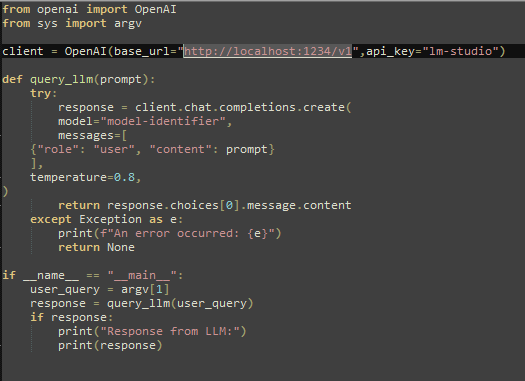 from openai import OpenAI
from sys import argv

client = OpenAI(base_url="http://localhost:1234/v1",api_key="lm-studio")

def query_llm(prompt):
    try:
        response = client.chat.completions.create(
        model="model-identifier",
        messages=[
    {"role": "user", "content": prompt}
    ],
    temperature=0.8,
)
        return response.choices[0].message.content
    except Exception as e:
        print(f"An error occurred: {e}")
        return None

if __name__ == "__main__":
    user_query = argv[1]
    response = query_llm(user_query)
    if response:
        print("Response from LLM:")
        print(response)